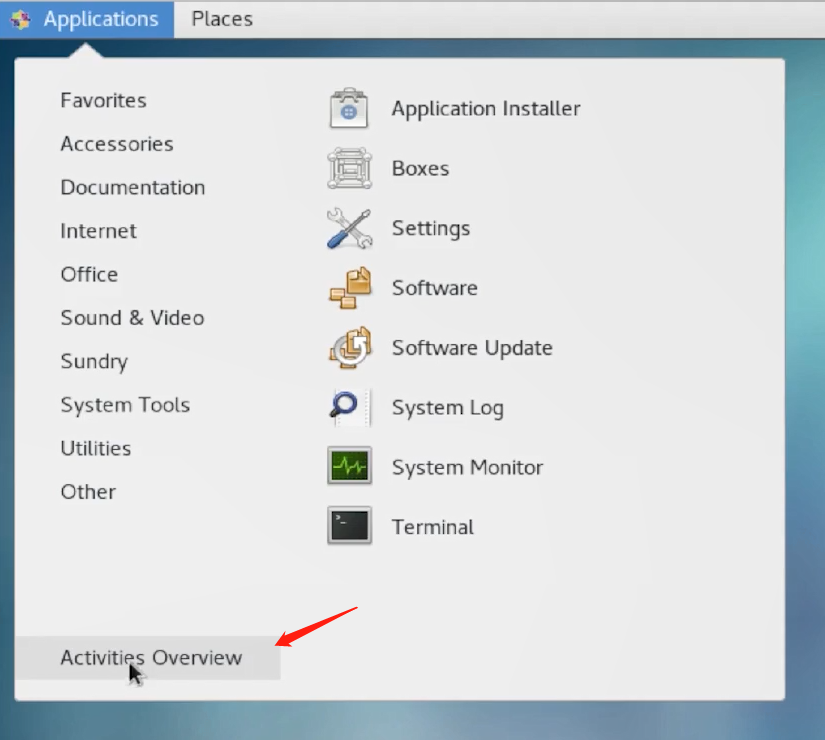 Applications Places
Favorites
Accessories
Documentation
Internet
Office
Sound & Video
Sundry
System Tools
Utilities
Other
Activities Overview
Application Installer
Boxes
Settings
Software
Software Update
System Log
System Monitor
Terminal